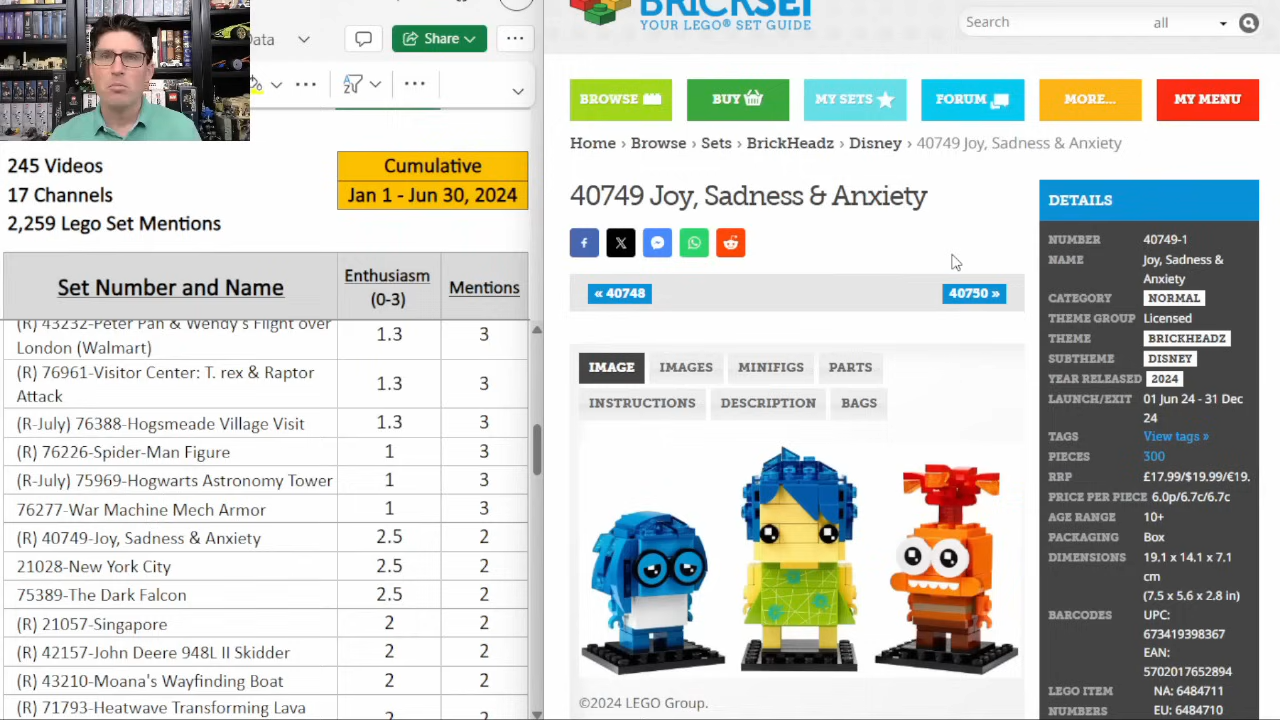 ata
Share
245 Videos
17 Channels
2,259 Lego Set Mentions
Cumulative
Jan 1 - Jun 30, 2024
Set Number and Name
Enthusiasm
(0-3)
Mentions
(R) 43232-Peter Pan & Wendy's Flight over
London (Walmart)
1.3
3
(R) 76961-Visitor Center: T. rex & Raptor
Attack
1.3
3
(R-July) 76388-Hogsmeade Village Visit
1.3
3
(R) 76226-Spider-Man Figure
1
3
(R-July) 75969-Hogwarts Astronomy Tower
1
3
76277-War Machine Mech Armor
1
3
(R) 40749-Joy, Sadness & Anxiety
2.5
2
21028-New York City
2.5
2
75389-The Dark Falcon
2.5
2
(R) 21057-Singapore
2
2
(R) 42157-John Deere 948L II Skidder
2
2
(R) 43210-Moana's Wayfinding Boat
2
2
(R) 71793-Heatwave Transforming Lava
2
2
BRICKSET
YOUR LEGO® SET GUIDE
Search
all
BROWSE
BUY
MY SETS
FORUM
MORE...
MY MENU
Home › Browse › Sets › BrickHeadz › Disney › 40749 Joy, Sadness & Anxiety
40749 Joy, Sadness & Anxiety
« 40748
40750 »
IMAGE
IMAGES
MINIFIGS
PARTS
INSTRUCTIONS
DESCRIPTION
BAGS
©2024 LEGO Group.
DETAILS
NUMBER
40749-1
NAME
Joy, Sadness &
Anxiety
CATEGORY
NORMAL
THEME GROUP
Licensed
THEME
BRICKHEADZ
SUBTHEME
DISNEY
YEAR RELEASED
2024
LAUNCH/EXIT
01 Jun 24 - 31 Dec
24
TAGS
View tags »
PIECES
300
RRP
£17.99/$19.99/€19.
PRICE PER PIECE
6.0p/6.7c/6.7c
AGE RANGE
10+
PACKAGING
Box
DIMENSIONS
19.1 x 14.1 x 7.1
cm
(7.5 x 5.6 x 2.8 in)
BARCODES
UPC:
673419398367
EAN:
5702017652894
LEGO ITEM
NUMBERS
NA: 6484711
EU: 6484710